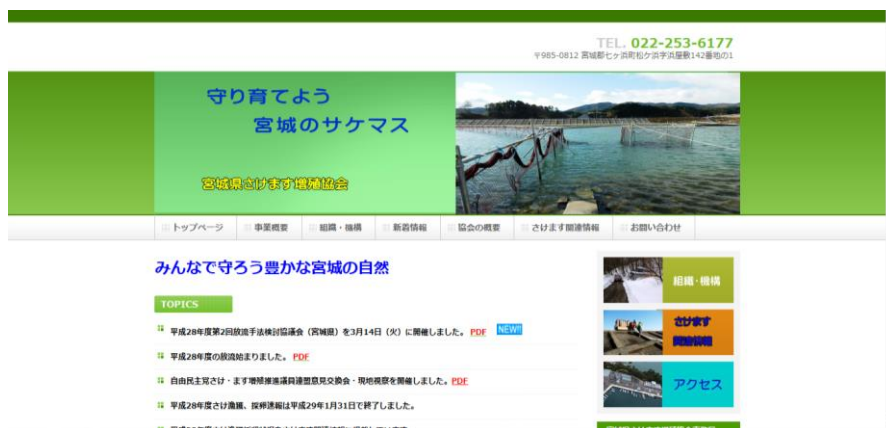 TEL. 022-253-6177
〒985-0812 宮城郡七ヶ浜町松ケ浜字浜屋敷142番地の1
守り育てよう
宮城のサケマス
宮城県さけます増殖協会
トップページ
事業概要
組織・機構
新着情報
協会の概要
さけます関連情報
お問い合わせ
みんなで守ろう豊かな宮城の自然
TOPICS
平成28年度第2回放流手法検討協議会（宮城県）を3月14日（火）に開催しました。 PDF NEW!!
平成28年度の放流始まりました。 PDF
自由民主党さけ・ます増殖推進議員連盟意見交換会・現地視察を開催しました。 PDF
平成28年度さけ漁獲、採卵速報は平成29年1月31日で終了しました。
組織・機構
さけます
関連情報
アクセス